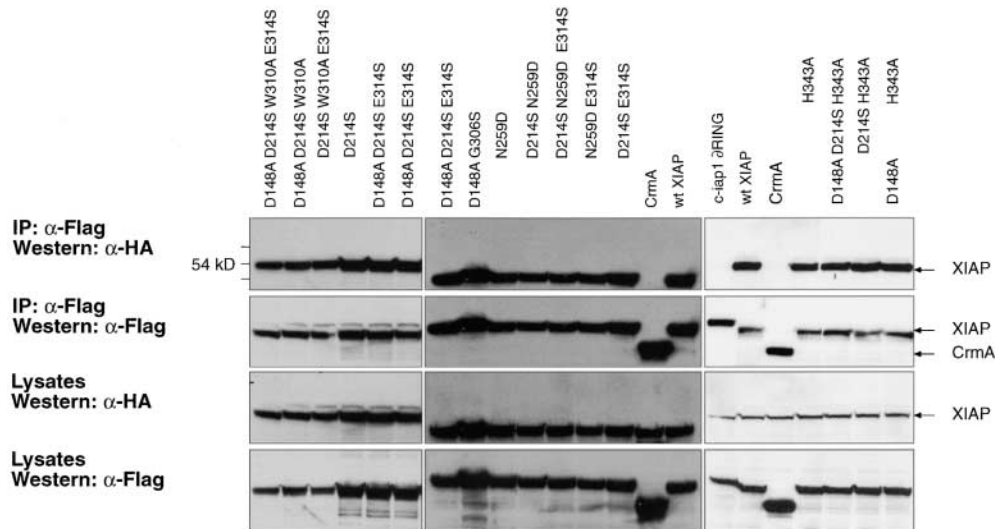 D148A D214S W310A E314S
D148A D214S W310A
D214S W310A E314S
D214S
D148A D214S E314S
D148A D214S E314S
D148A D214S E314S
D148A G306S
N259D
D214S N259D
D214S N259D E314S
N259D E314S
D214S E314S
CrmA
wt XIAP
c-iap1 ∂RING
wt XIAP
CrmA
H343A
D148A D214S H343A
D214S H343A
D148A H343A
IP: α-Flag
Western: α-HA
54 kD
XIAP
IP: α-Flag
Western: α-Flag
XIAP
CrmA
Lysates
Western: α-HA
XIAP
Lysates
Western: α-Flag